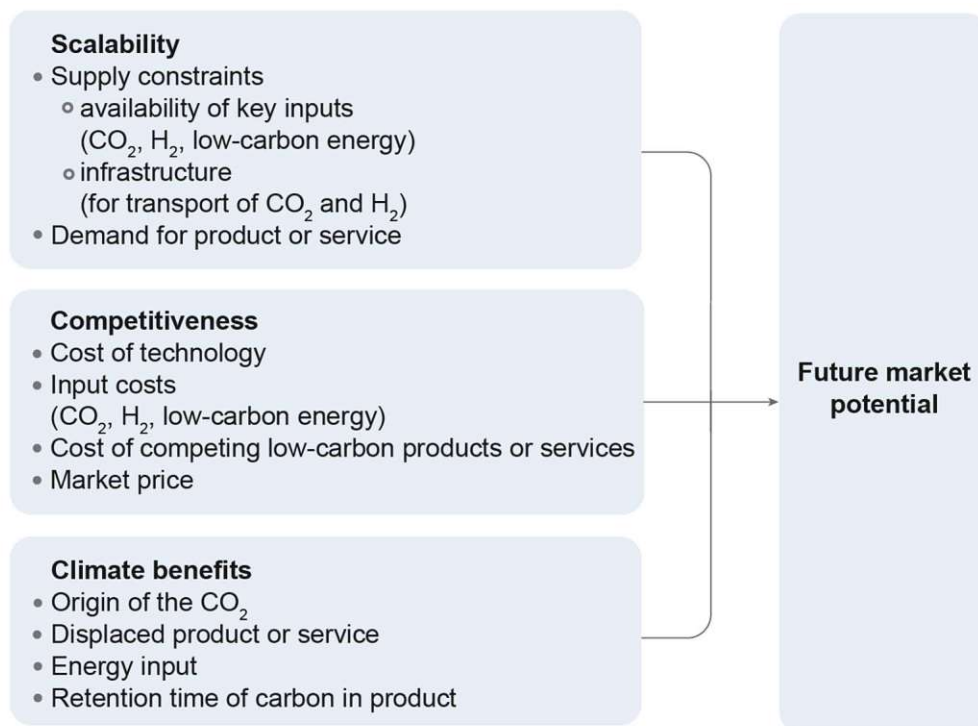 Scalability
• Supply constraints
o availability of key inputs
(CO₂, H₂, low-carbon energy)
o infrastructure
(for transport of CO₂ and H₂)
• Demand for product or service
Competitiveness
• Cost of technology
• Input costs
(CO₂, H₂, low-carbon energy)
• Cost of competing low-carbon products or services
• Market price
Climate benefits
• Origin of the CO₂
• Displaced product or service
• Energy input
• Retention time of carbon in product
Future market
potential